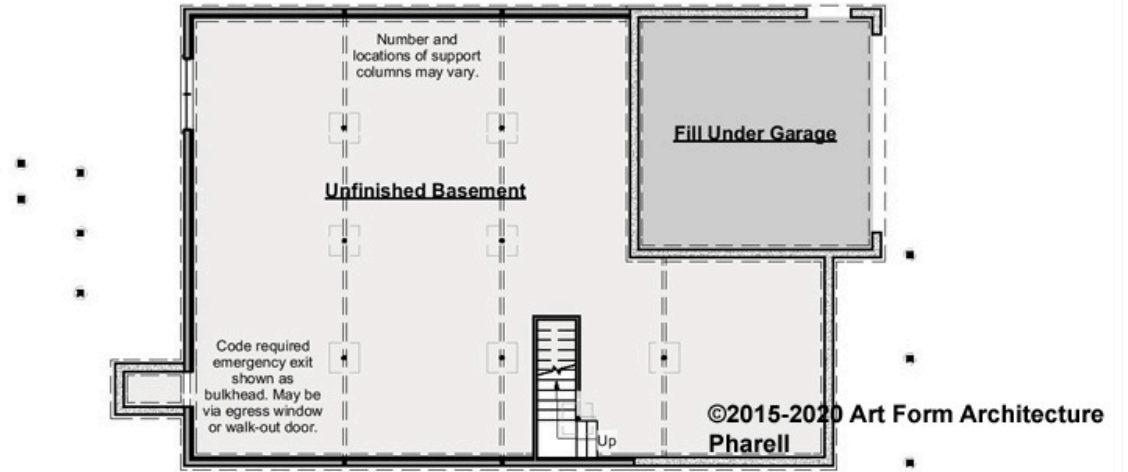 Number and
locations of support
columns may vary.
Fill Under Garage
Unfinished Basement
Code required
emergency exit
shown as
bulkhead. May be
via egress window
or walk-out door.
Up
©2015-2020 Art Form Architecture
Pharell